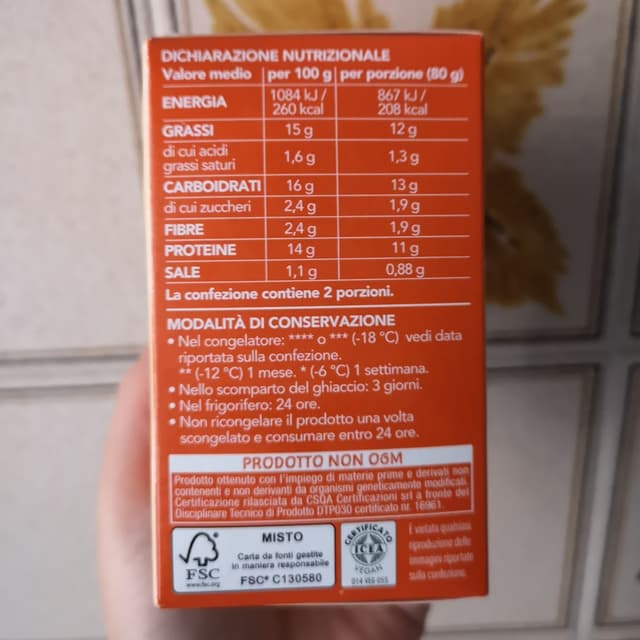 DICHIARAZIONE NUTRIZIONALE
Valore medio per 100 g per porzione (80 g)
ENERGIA 1084 kJ / 260 kcal 867 kJ / 208 kcal
GRASSI 15 g 12 g
di cui acidi grassi saturi 1,6 g 1,3 g
CARBOIDRATI 16 g 13 g
di cui zuccheri 2,4 g 1,9 g
FIBRE 2,4 g 1,9 g
PROTEINE 14 g 11 g
SALE 1,1 g 0,88 g
La confezione contiene 2 porzioni.
MODALITÀ DI CONSERVAZIONE
• Nel congelatore: **** o *** (-18 °C) vedi data
riportata sulla confezione.
** (-12 °C) 1 mese. * (-6 °C) 1 settimana.
• Nello scomparto del ghiaccio: 3 giorni.
• Nel frigorifero: 24 ore.
• Non ricongelare il prodotto una volta
scongelato e consumare entro 24 ore.
PRODOTTO NON OGM
Prodotto ottenuto con l'impiego di materie prime e derivati non
contenenti e non derivanti da organismi geneticamente modificati.
Certificazione rilasciata da CSQA Certificazioni srl a fronte del
Disciplinare Tecnico di Prodotto DTP030 certificato nr. 16961.
FSC
www.fsc.org
MISTO
Carta da fonti gestite
in maniera responsabile
FSC® C130580
CERTIFICATO
ICEA
VEGAN
014 VEG 055
È vietata qualsiasi
riproduzione delle
immagini riportate
sulla confezione.